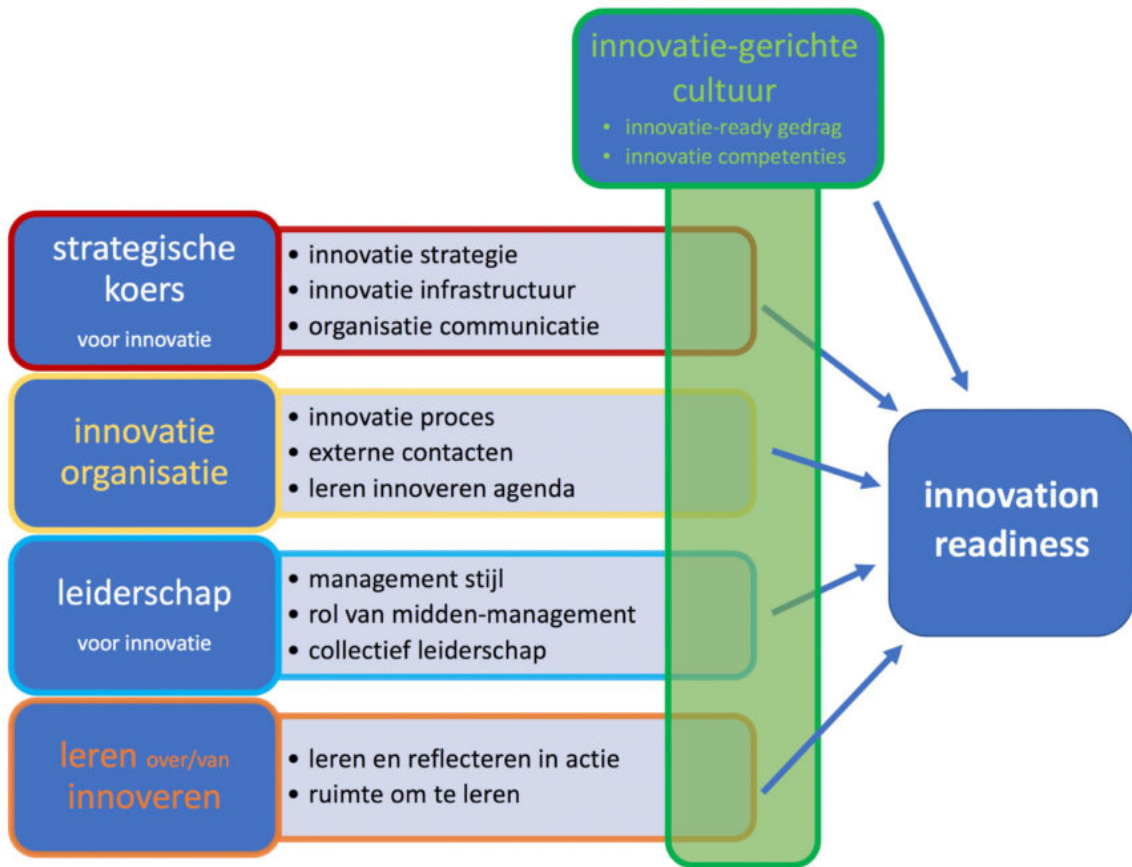 innovatie-gerichte
cultuur
• innovatie-ready gedrag
• innovatie competenties
strategische
koers
voor innovatie
• innovatie strategie
• innovatie infrastructuur
• organisatie communicatie
innovatie
organisatie
• innovatie proces
• externe contacten
• leren innoveren agenda
leiderschap
voor innovatie
• management stijl
• rol van midden-management
• collectief leiderschap
leren over/van
innoveren
• leren en reflecteren in actie
• ruimte om te leren
innovation
readiness